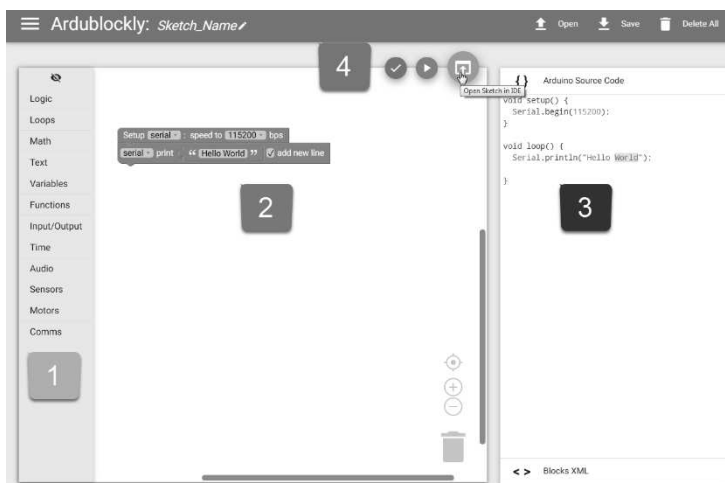 Ardublockly: Sketch_Name
Open Save Delete All
4
Open Sketch in IDE
Logic
Loops
Math
Text
Variables
Functions
Input/Output
Time
Audio
Sensors
Motors
Comms
1
Setup serial : speed to 115200 bps
serial print “ Hello World ” add new line
2
{ } Arduino Source Code
void setup() {
Serial.begin(115200);
}
void loop() {
Serial.println("Hello World");
}
3
< > Blocks XML